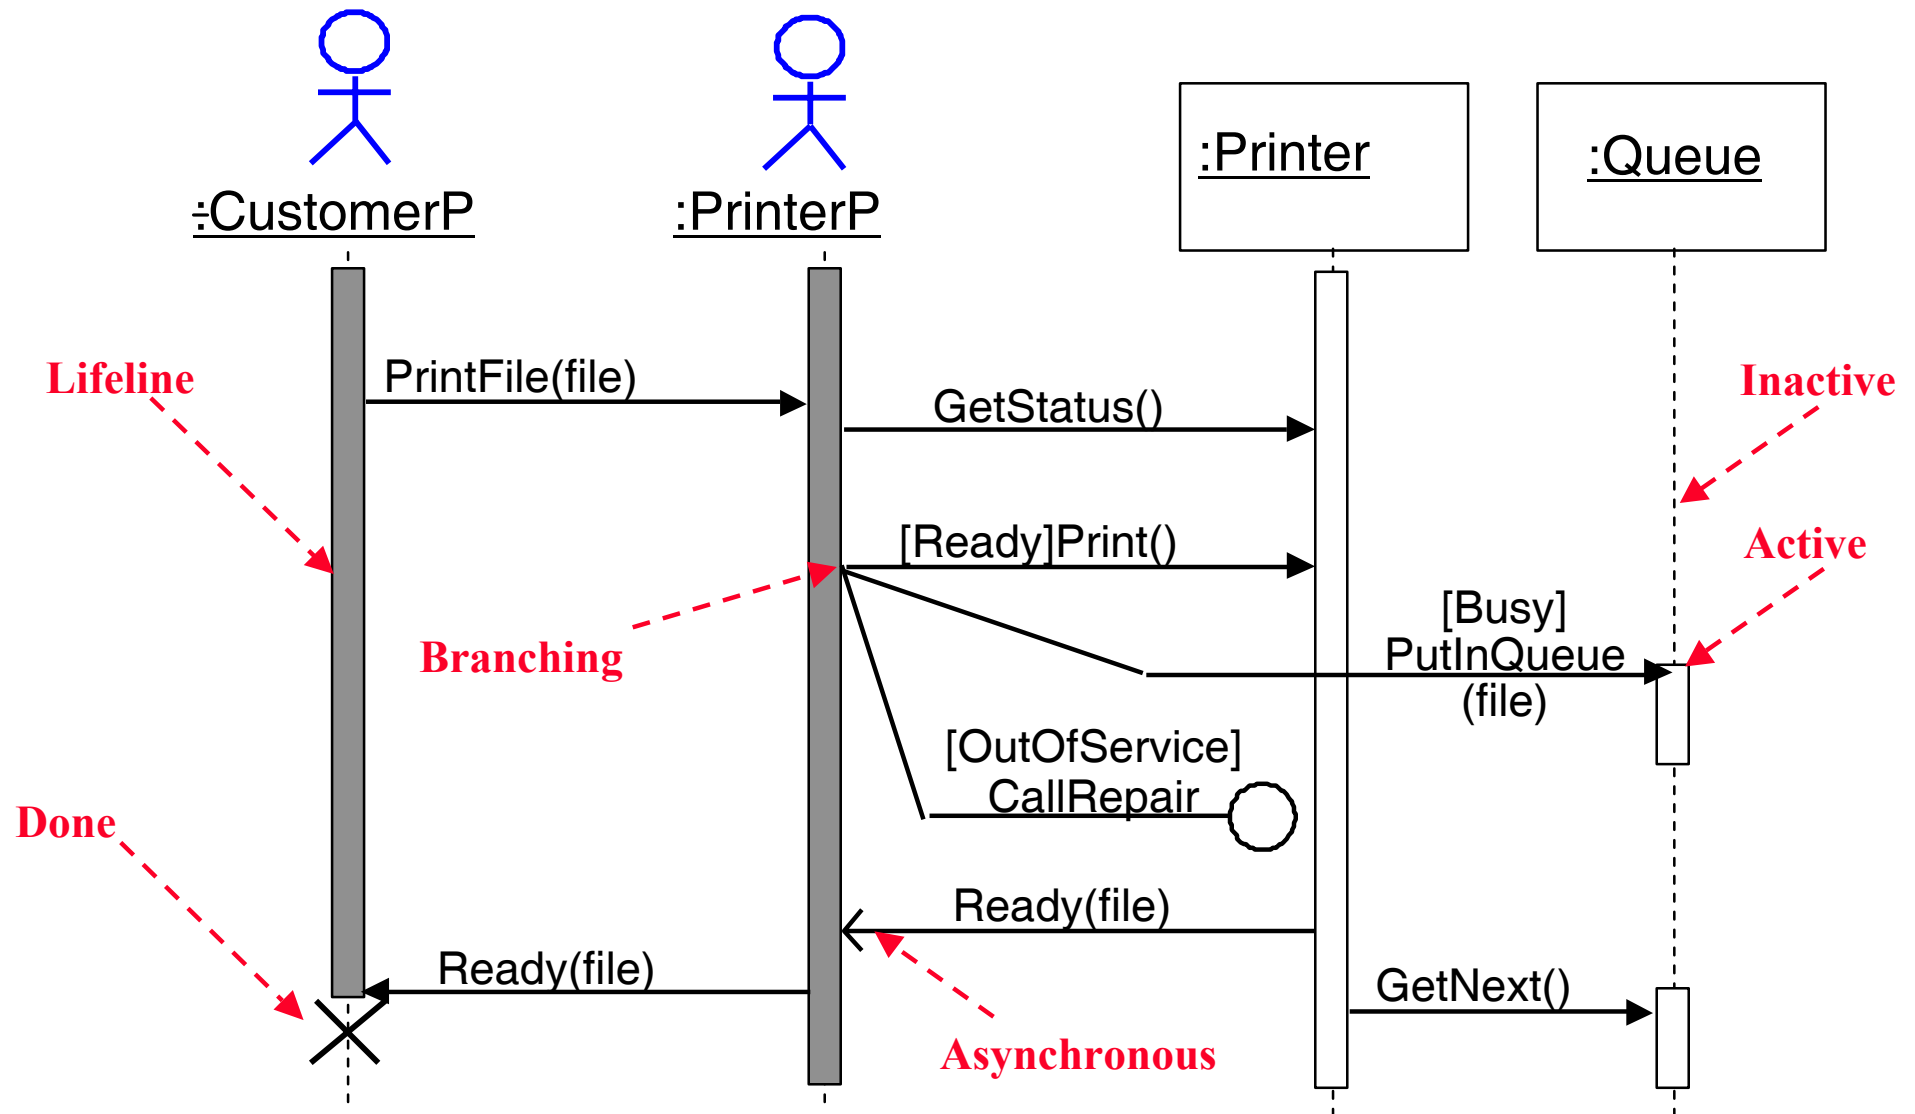 :CustomerP
:PrinterP
:Printer
:Queue
Lifeline
PrintFile(file)
GetStatus()
Inactive
[Ready]Print()
Active
Branching
[Busy]
PutInQueue
(file)
[OutOfService]
CallRepair
Done
Ready(file)
Ready(file)
GetNext()
Asynchronous